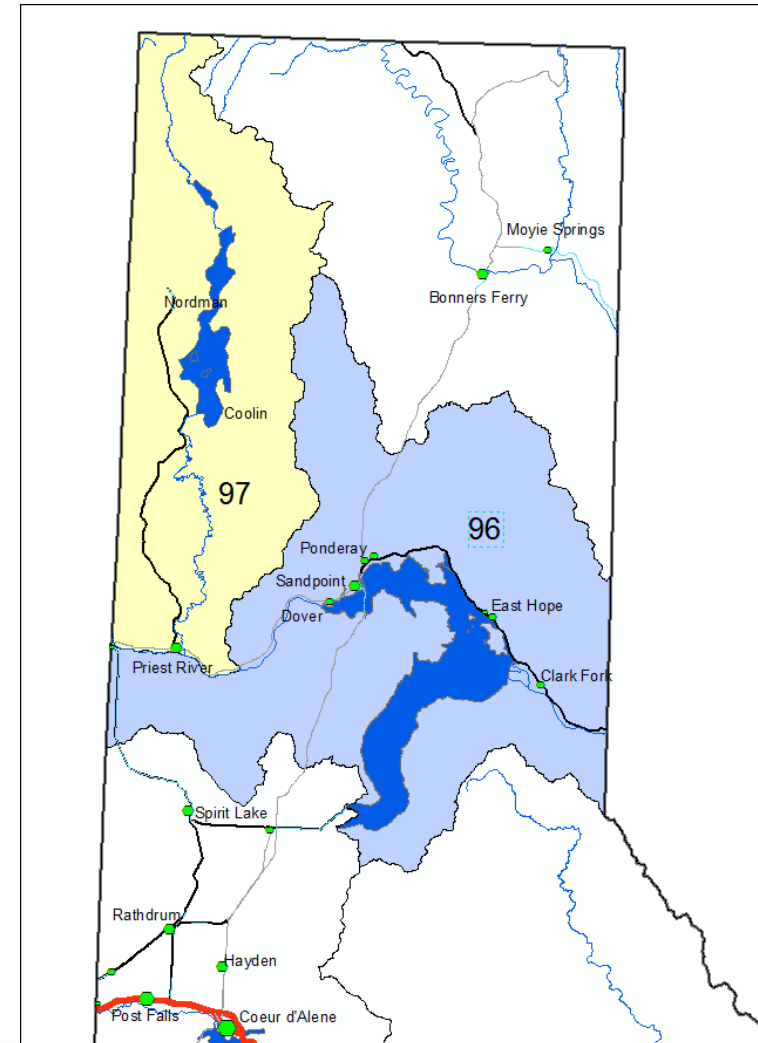 Moyie Springs
Bonners Ferry
Nordman
Coolin
97
96
Ponderay
Sandpoint
Dover
East Hope
Priest River
Clark Fork
Spirit Lake
Rathdrum
Hayden
Post Falls
Coeur d'Alene